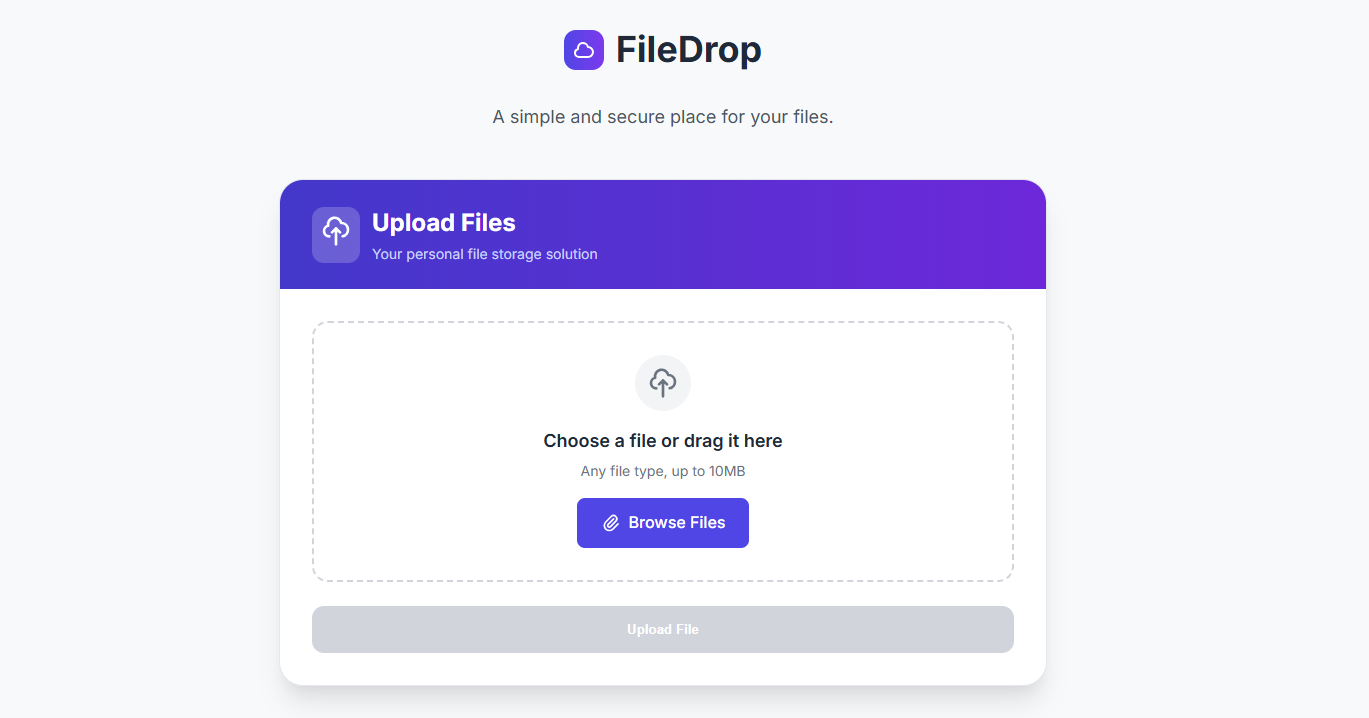 FileDrop
A simple and secure place for your files.
Upload Files
Your personal file storage solution
Choose a file or drag it here
Any file type, up to 10MB
Browse Files
Upload File